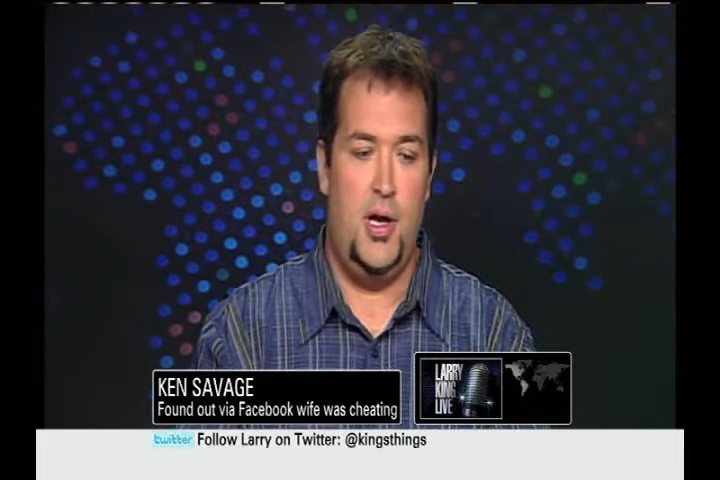 KEN SAVAGE
Found out via Facebook wife was cheating
LARRY
KING
LIVE
twitter Follow Larry on Twitter: @kingsthings